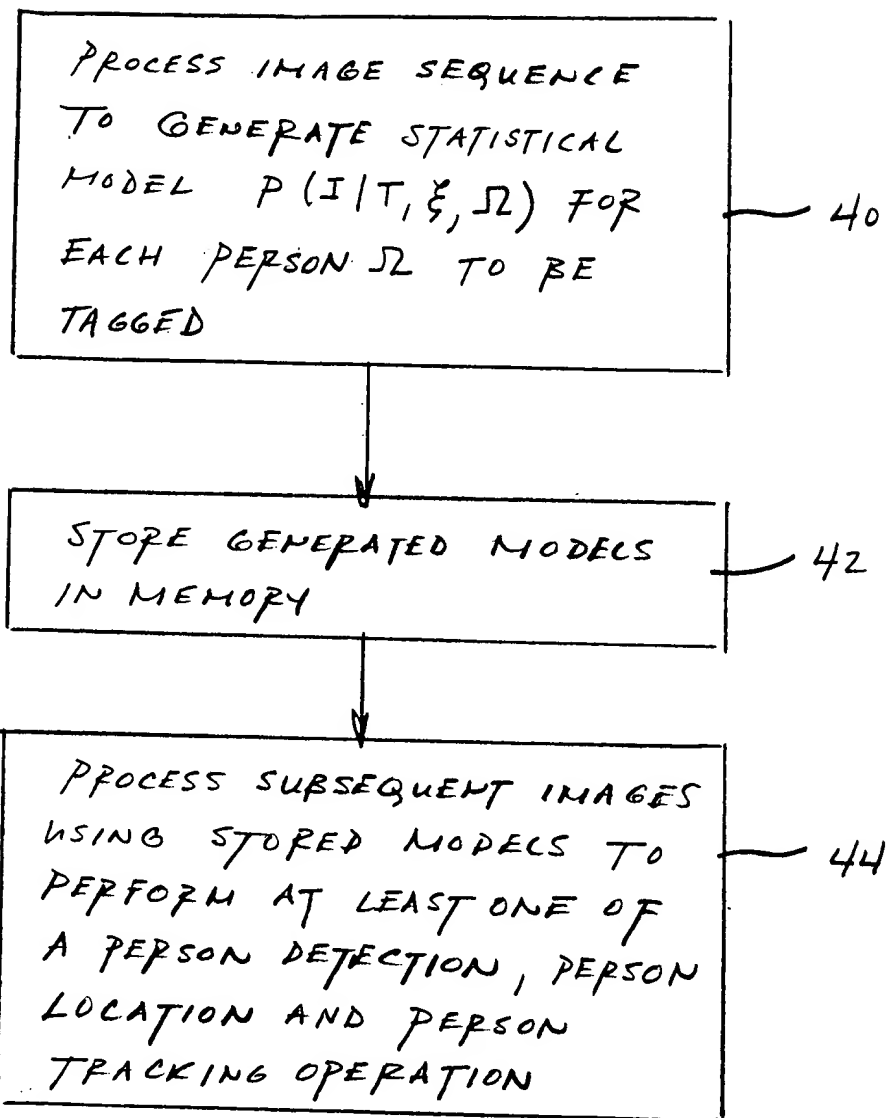 PROCESS IMAGE SEQUENCE
TO GENERATE STATISTICAL
MODEL P(I|T, ξ, Ω) FOR
EACH PERSON Ω TO BE
TAGGED
40
STORE GENERATED MODELS
IN MEMORY
42
PROCESS SUBSEQUENT IMAGES
USING STORED MODELS TO
PERFORM AT LEAST ONE OF
A PERSON DETECTION, PERSON
LOCATION AND PERSON
TRACKING OPERATION
44